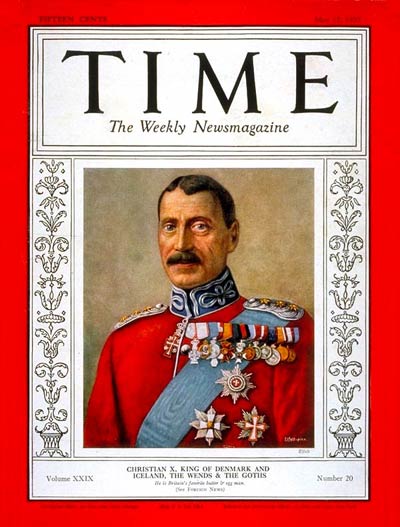 FIFTEEN CENTS
TIME
The Weekly Newsmagazine
CHRISTIAN X, KING OF DENMARK AND
ICELAND, THE WENDS & THE GOTHS
He is Britain's favorite butter & egg man.
(See FOREIGN NEWS)
Volume XXIX
Number 20